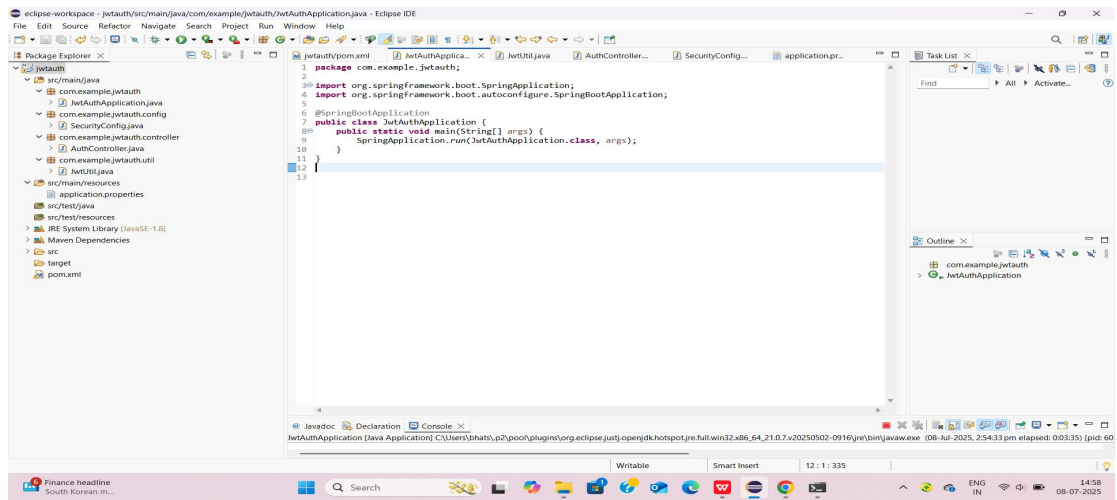 eclipse-workspace - jwtauth/src/main/java/com/example/jwtauth/JwtAuthApplication.java - Eclipse IDE
File Edit Source Refactor Navigate Search Project Run Window Help
Package Explorer
jwtauth/pom.xml JwtAuthApplica... JwtUtil.java AuthController... SecurityConfig... application.pr...
Task List
jwtauth
src/main/java
com.example.jwtauth
JwtAuthApplication.java
com.example.jwtauth.config
SecurityConfig.java
com.example.jwtauth.controller
AuthController.java
com.example.jwtauth.util
JwtUtil.java
src/main/resources
application.properties
src/test/java
src/test/resources
JRE System Library [JavaSE-1.8]
Maven Dependencies
src
target
pom.xml
1 package com.example.jwtauth;
2
3 import org.springframework.boot.SpringApplication;
4 import org.springframework.boot.autoconfigure.SpringBootApplication;
5
6 @SpringBootApplication
7 public class JwtAuthApplication {
8 public static void main(String[] args) {
9 SpringApplication.run(JwtAuthApplication.class, args);
10 }
11 }
12
13
Find All Activate...
Outline
com.example.jwtauth
JwtAuthApplication
Javadoc Declaration Console
JwtAuthApplication [Java Application] C:\Users\bhats\.p2\pool\plugins\org.eclipse.justj.openjdk.hotspot.jre.full.win32.x86_64_21.0.7.v20250502-0916\jre\bin\javaw.exe (08-Jul-2025, 2:54:33 pm elapsed: 0:03:35) [pid: 60
Writable Smart Insert 12 : 1 : 335
Finance headline
South Korean m...
Search
ENG
IN
14:58
08-07-2025